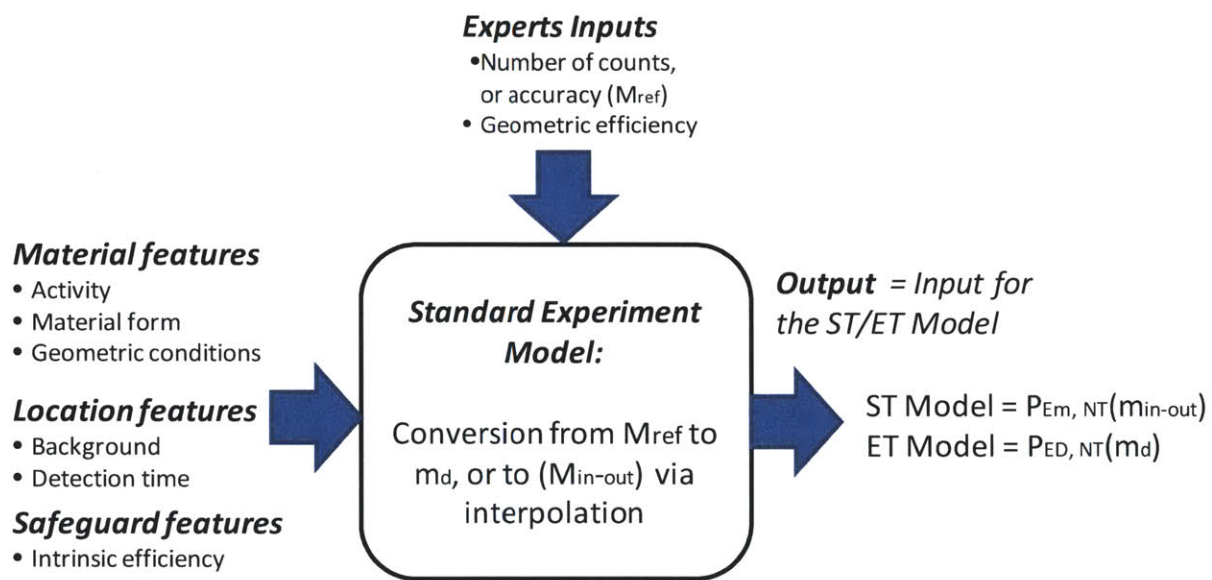 Experts Inputs
•Number of counts,
or accuracy (Mref)
• Geometric efficiency
Material features
• Activity
• Material form
• Geometric conditions
Location features
• Background
• Detection time
Safeguard features
• Intrinsic efficiency
Standard Experiment
Model:
Conversion from Mref to
md, or to (Min-out) via
interpolation
Output = Input for
the ST/ET Model
ST Model = PEm, NT(min-out)
ET Model = PED, NT(md)